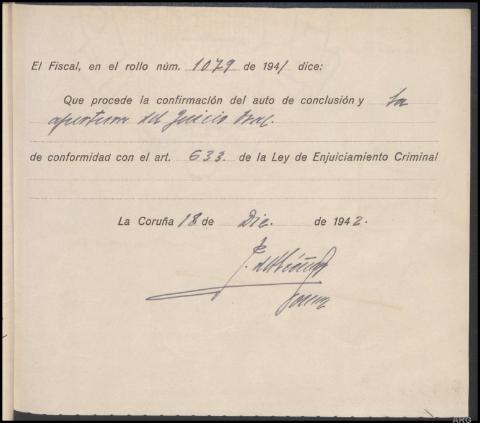 El Fiscal, en el rollo núm. 1079 de 1941 dice:
Que procede la confirmación del auto de conclusión y la
apertura del Juicio Oral.
de conformidad con el art. 633. de la Ley de Enjuiciamiento Criminal
La Coruña 18 de Dic. de 1942.
ARG